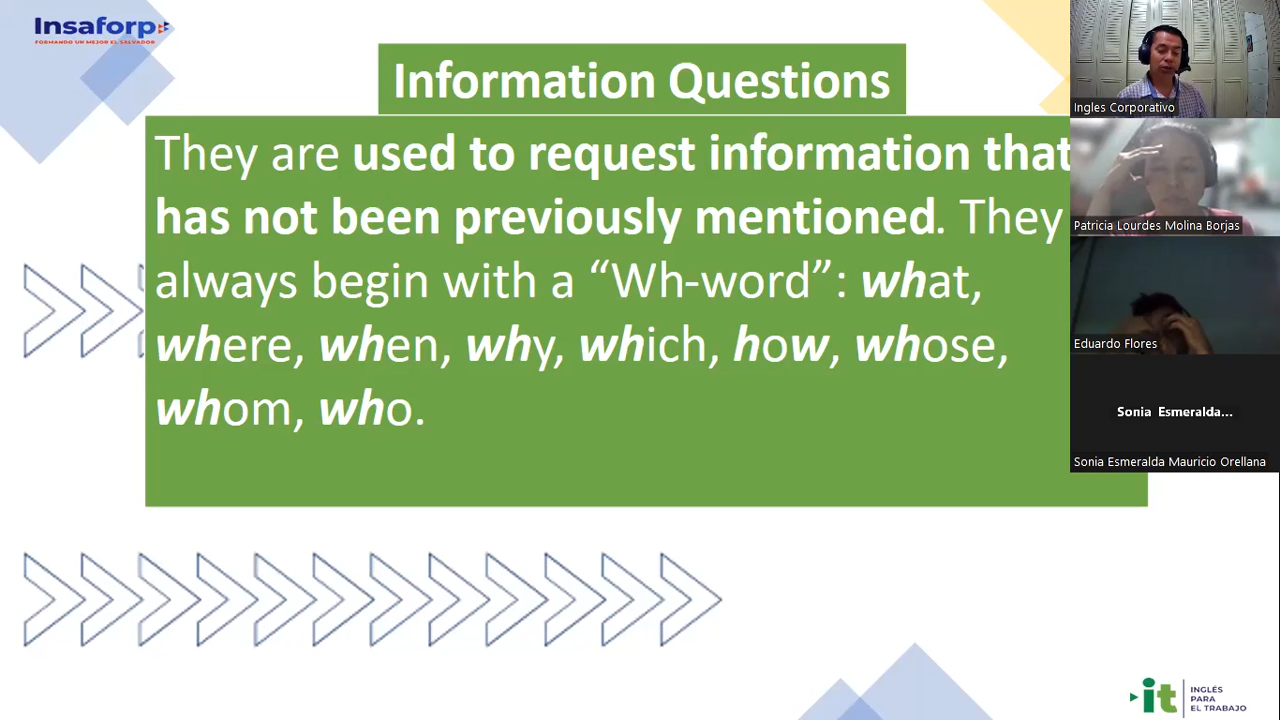 Insaforp
FORMANDO UN MEJOR EL SALVADOR
Information Questions
They are used to request information that
has not been previously mentioned. They
always begin with a “Wh-word”: what,
where, when, why, which, how, whose,
whom, who.
Ingles Corporativo
Patricia Lourdes Molina Borjas
Eduardo Flores
Sonia Esmeralda...
Sonia Esmeralda Mauricio Orellana
it
INGLÉS
PARA
EL TRABAJO